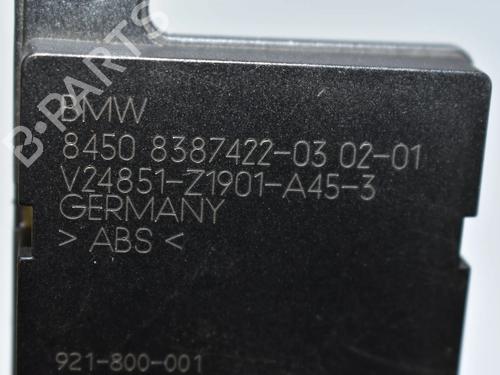 B-PARTS
BMW
8450 8387422-03 02-01
V24851-Z1901-A45-3
GERMANY
> ABS <
921-800-001